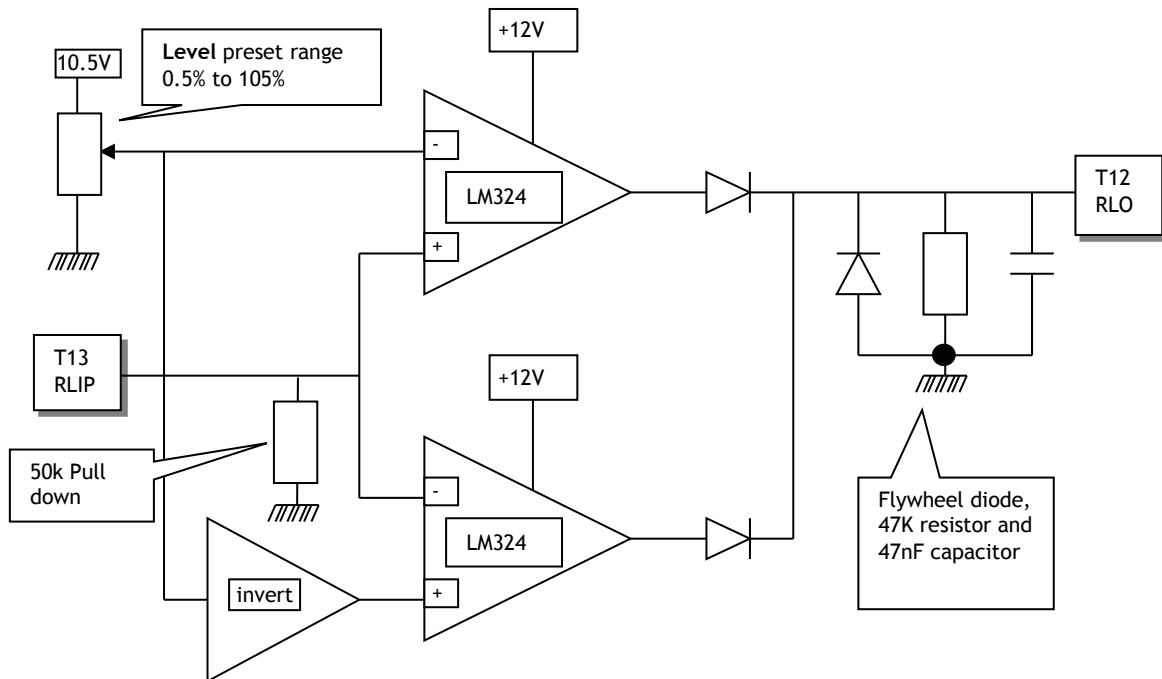 +12V
10.5V
Level preset range
0.5% to 105%
-
LM324
+
T12
RLO
T13
RLIP
+12V
50k Pull
down
-
LM324
+
invert
Flywheel diode,
47K resistor and
47nF capacitor